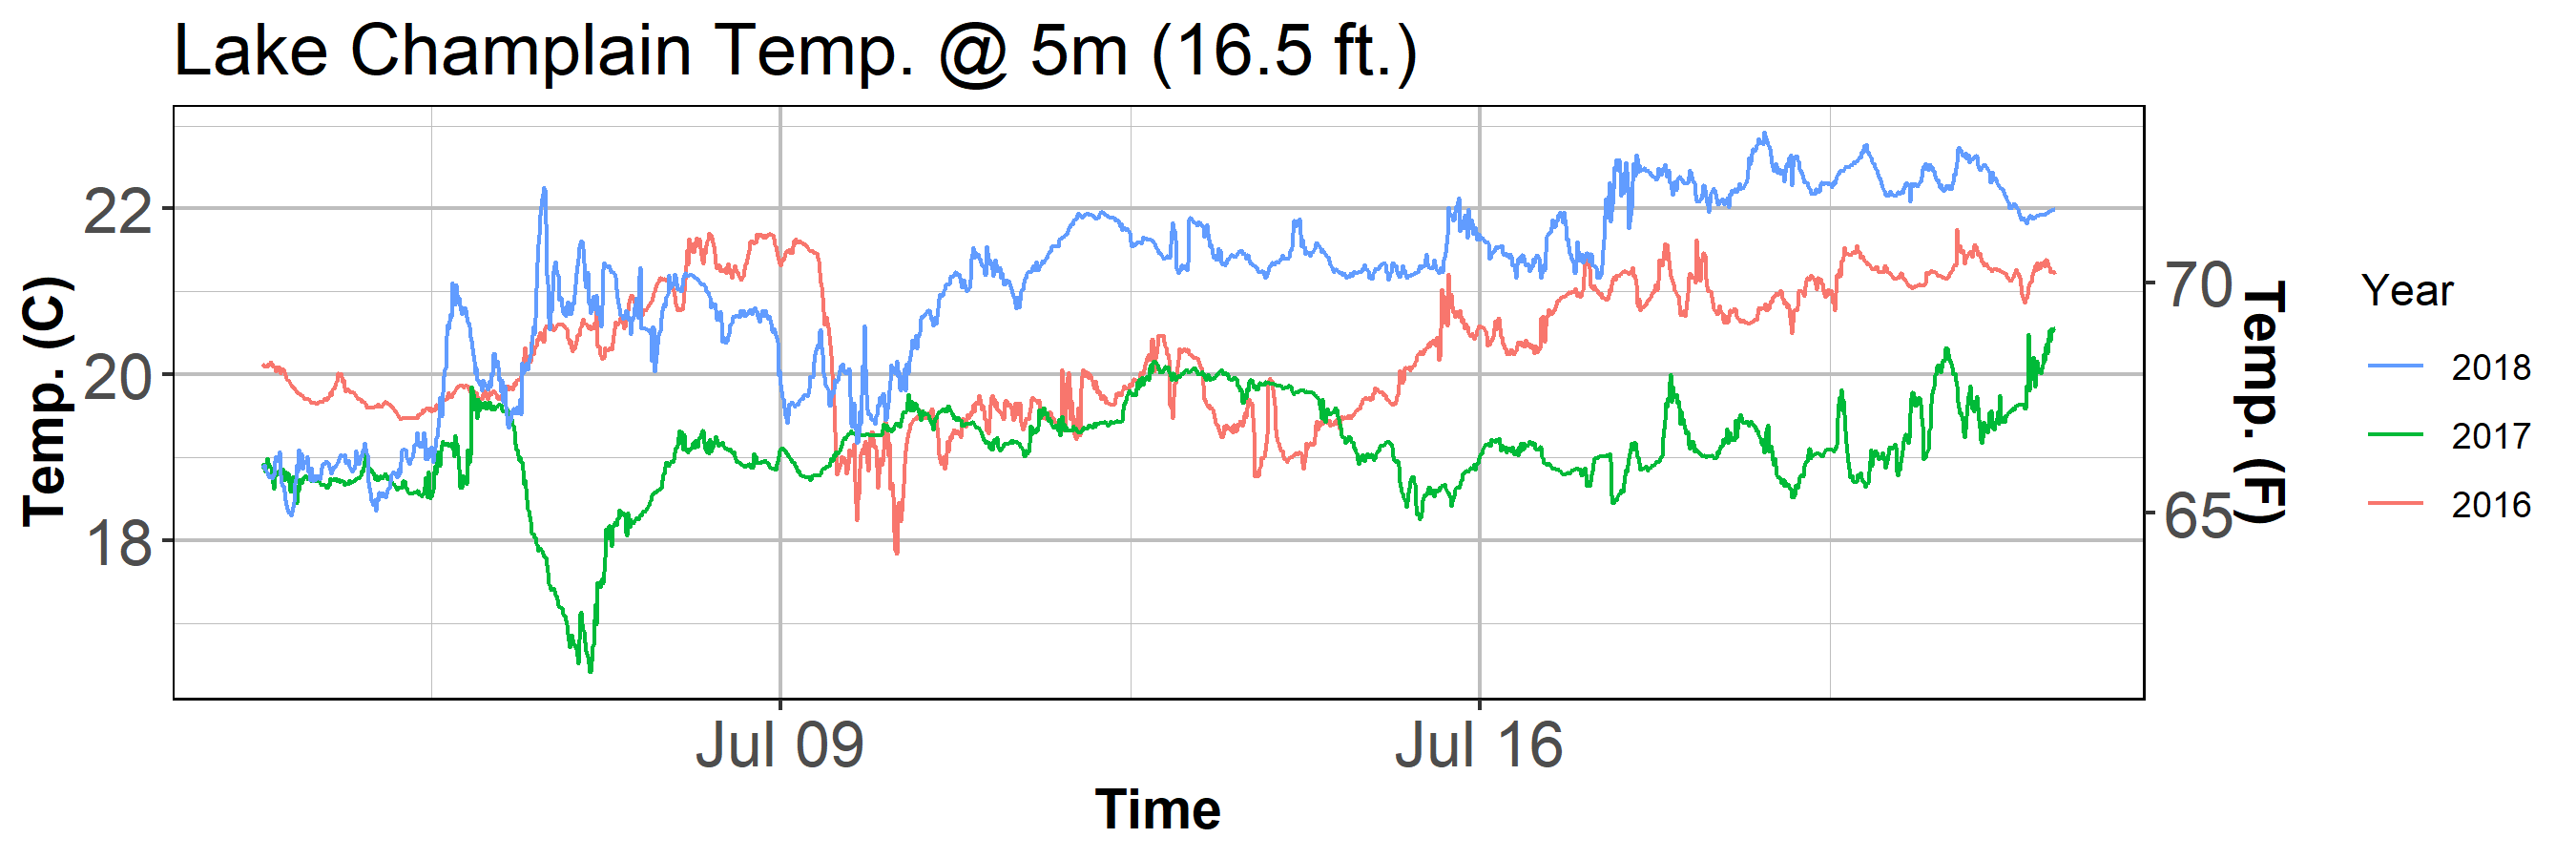 Lake Champlain Temp. @ 5m (16.5 ft.)
Temp. (C)
22
20
18
70
65
Temp. (F)
Jul 09
Jul 16
Time
Year
2018
2017
2016